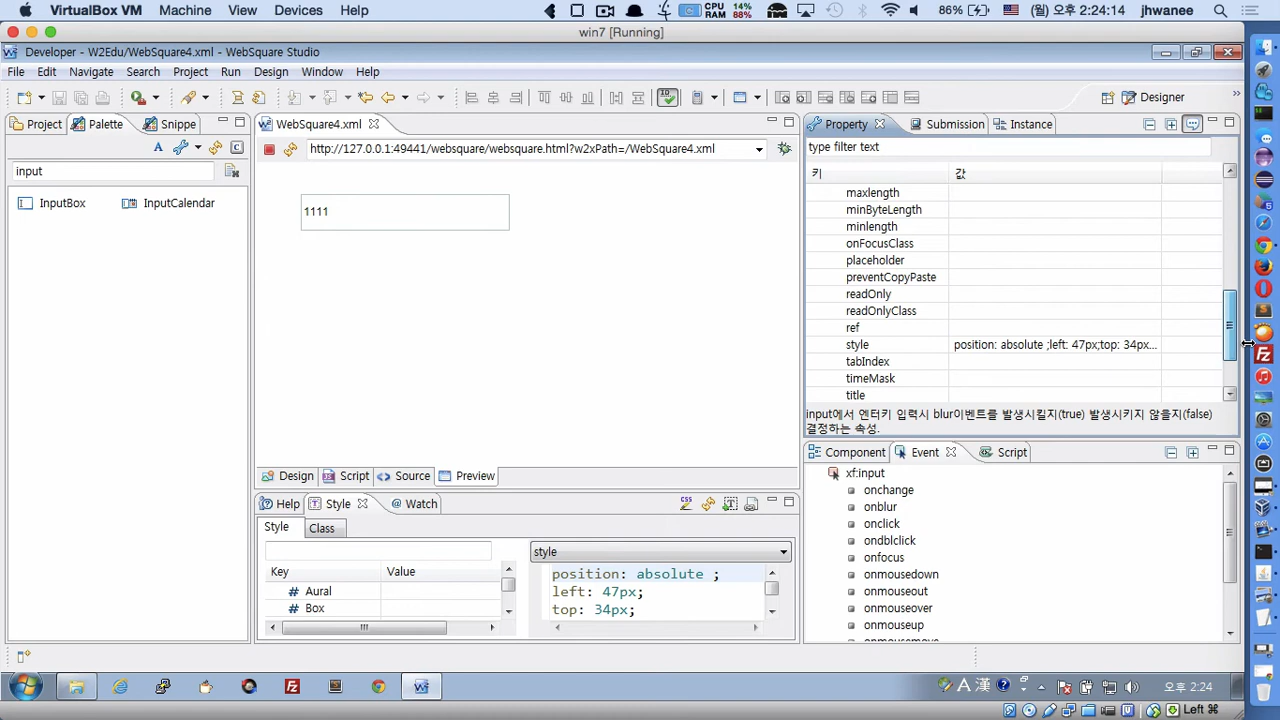 VirtualBox VM Machine View Devices Help CPU 14% RAM 88% 86% (월) 오후 2:24:14 jhwanee
win7 [Running]
Developer - W2Edu/WebSquare4.xml - WebSquare Studio
File Edit Navigate Search Project Run Design Window Help
Designer
Project Palette Snippe
WebSquare4.xml
Property Submission Instance
http://127.0.0.1:49441/websquare/websquare.html?w2xPath=/WebSquare4.xml
type filter text
input
키 값
InputBox InputCalendar
1111
maxlength
minByteLength
minlength
onFocusClass
placeholder
preventCopyPaste
readOnly
readOnlyClass
ref
style position: absolute ;left: 47px;top: 34px...
tabIndex
timeMask
title
input에서 엔터키 입력시 blur이벤트를 발생시킬지(true) 발생시키지 않을지(false)
결정하는 속성.
Design Script Source Preview
Component Event Script
xf:input
onchange
onblur
onclick
ondblclick
onfocus
onmousedown
onmouseout
onmouseover
onmouseup
onmousemove
Help Style Watch
Style Class
style
Key Value
Aural
Box
position: absolute ;
left: 47px;
top: 34px;
A 漢 오후 2:24
Left ⌘